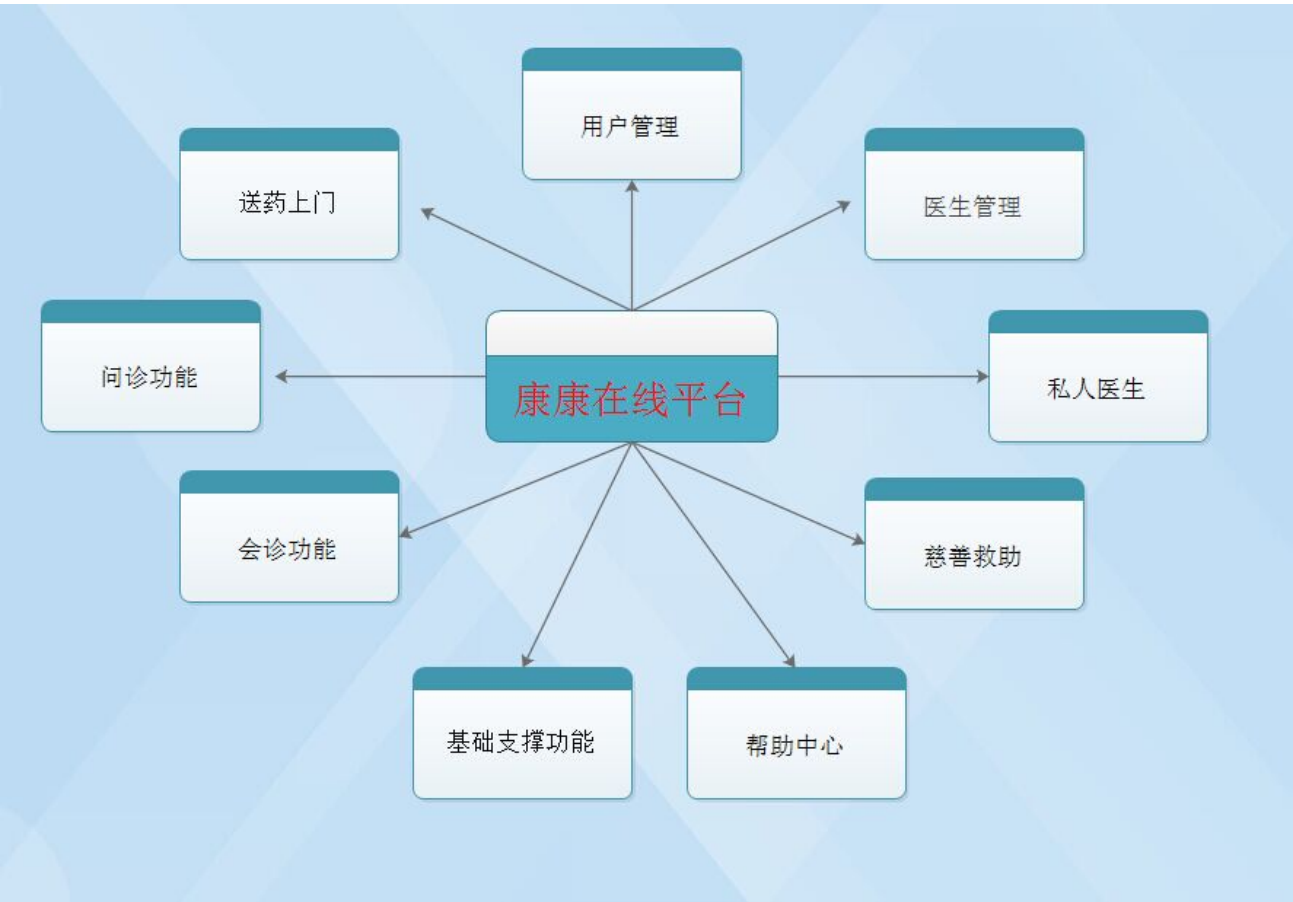 用户管理
送药上门
医生管理
问诊功能
康康在线平台
私人医生
会诊功能
慈善救助
基础支撑功能
帮助中心